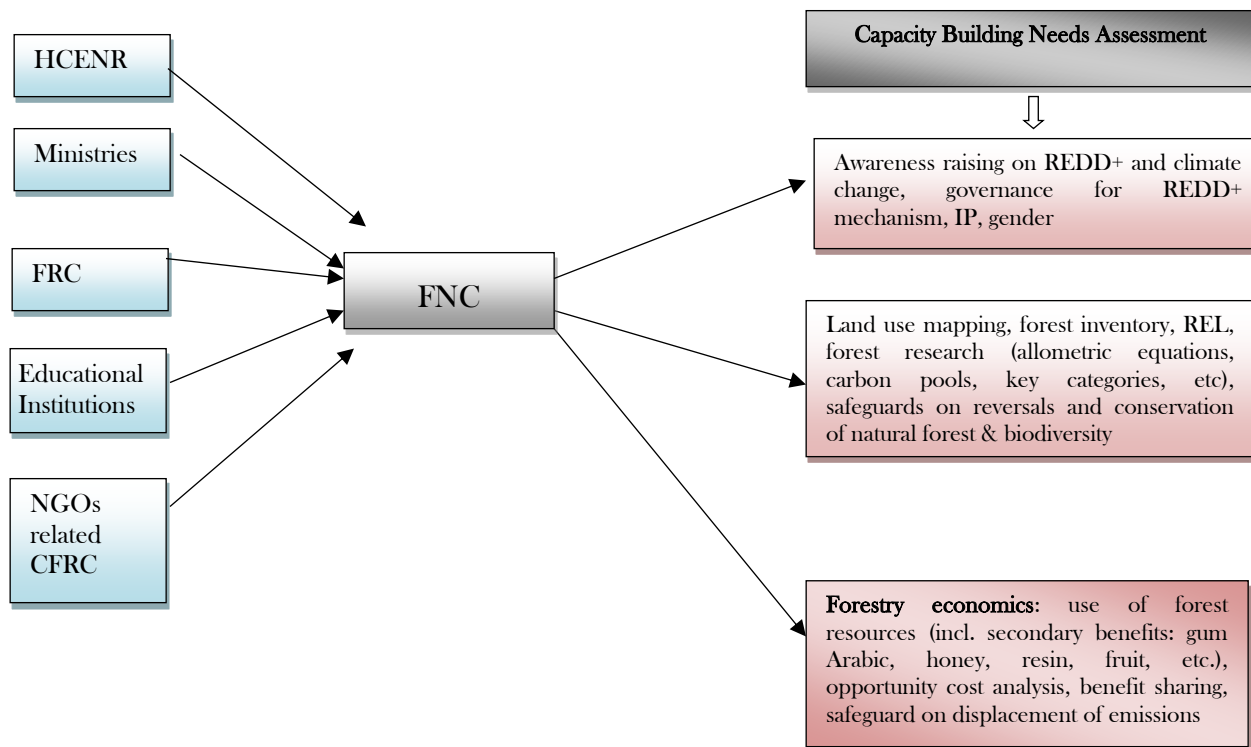 HCENR
Ministries
FRC
Educational
Institutions
NGOs
related
CFRC
FNC
Capacity Building Needs Assessment
Awareness raising on REDD+ and climate
change, governance for REDD+
mechanism, IP, gender
Land use mapping, forest inventory, REL,
forest research (allometric equations,
carbon pools, key categories, etc),
safeguards on reversals and conservation
of natural forest & biodiversity
Forestry economics: use of forest
resources (incl. secondary benefits: gum
Arabic, honey, resin, fruit, etc.),
opportunity cost analysis, benefit sharing,
safeguard on displacement of emissions